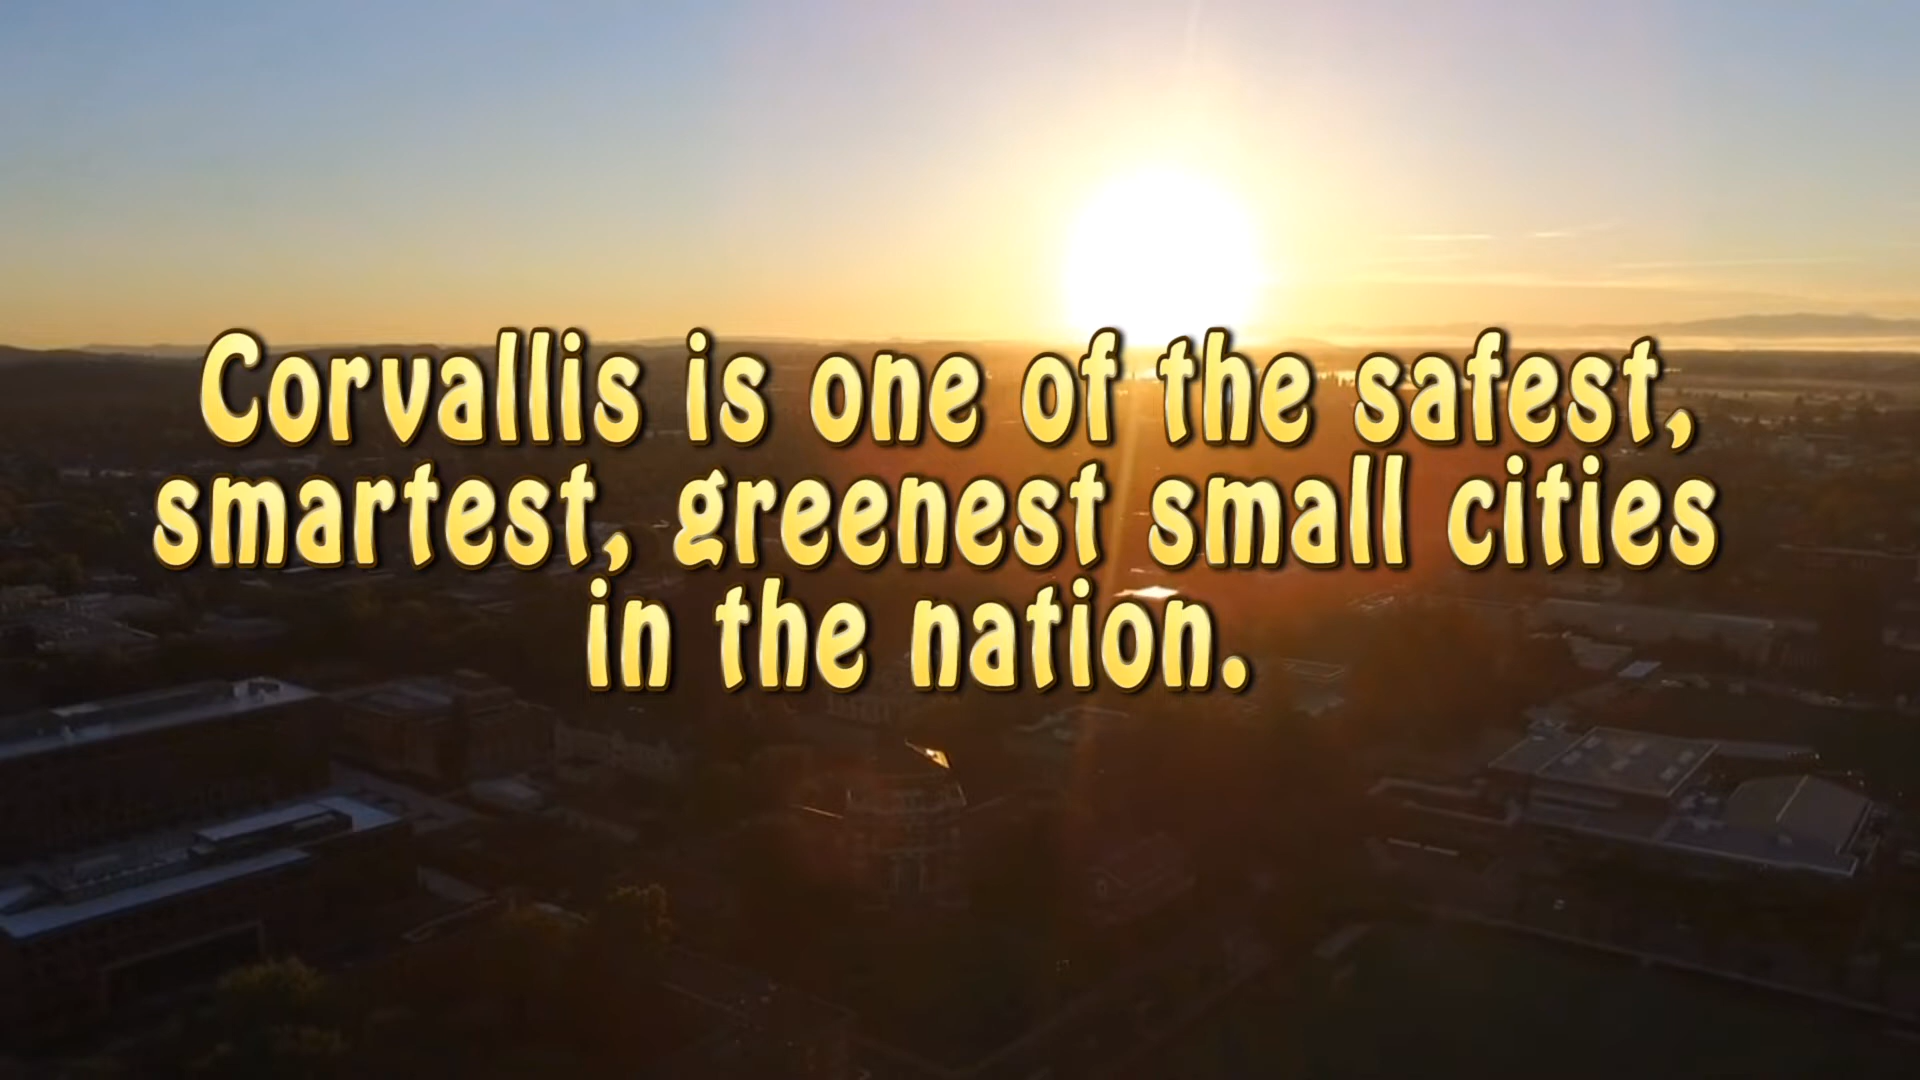 Corvallis is one of the safest,
smartest, greenest small cities
in the nation.